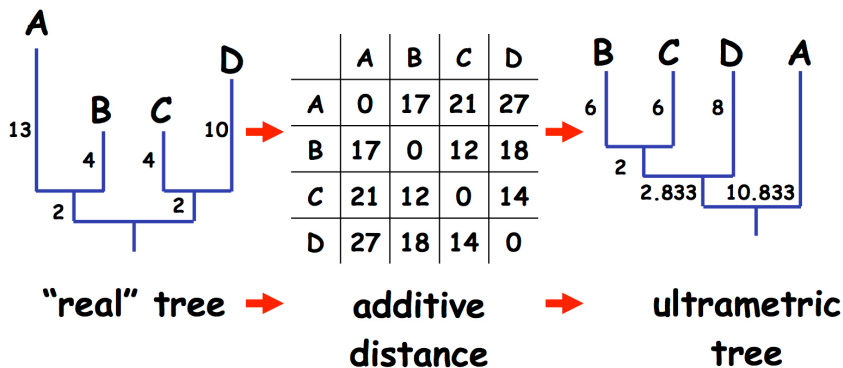 A
D
B C
13 4 4 10
2 2
A B C D
A 0 17 21 27
B 17 0 12 18
C 21 12 0 14
D 27 18 14 0
B C D A
6 6 8
2
2.833 10.833
“real” tree
additive
distance
ultrametric
tree